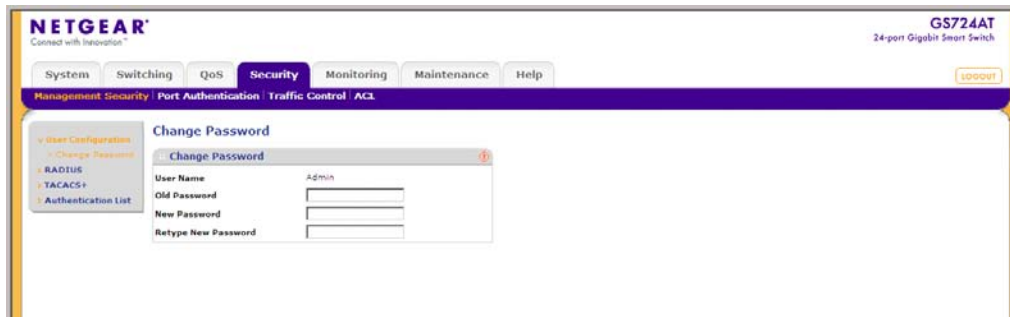 NETGEAR
Connect with Innovation™
GS724AT
24-port Gigabit Smart Switch
System Switching QoS Security Monitoring Maintenance Help
LOGOUT
Management Security Port Authentication Traffic Control ACL
User Configuration
Change Password
RADIUS
TACACS+
Authentication List
Change Password
Change Password
User Name Admin
Old Password
New Password
Retype New Password